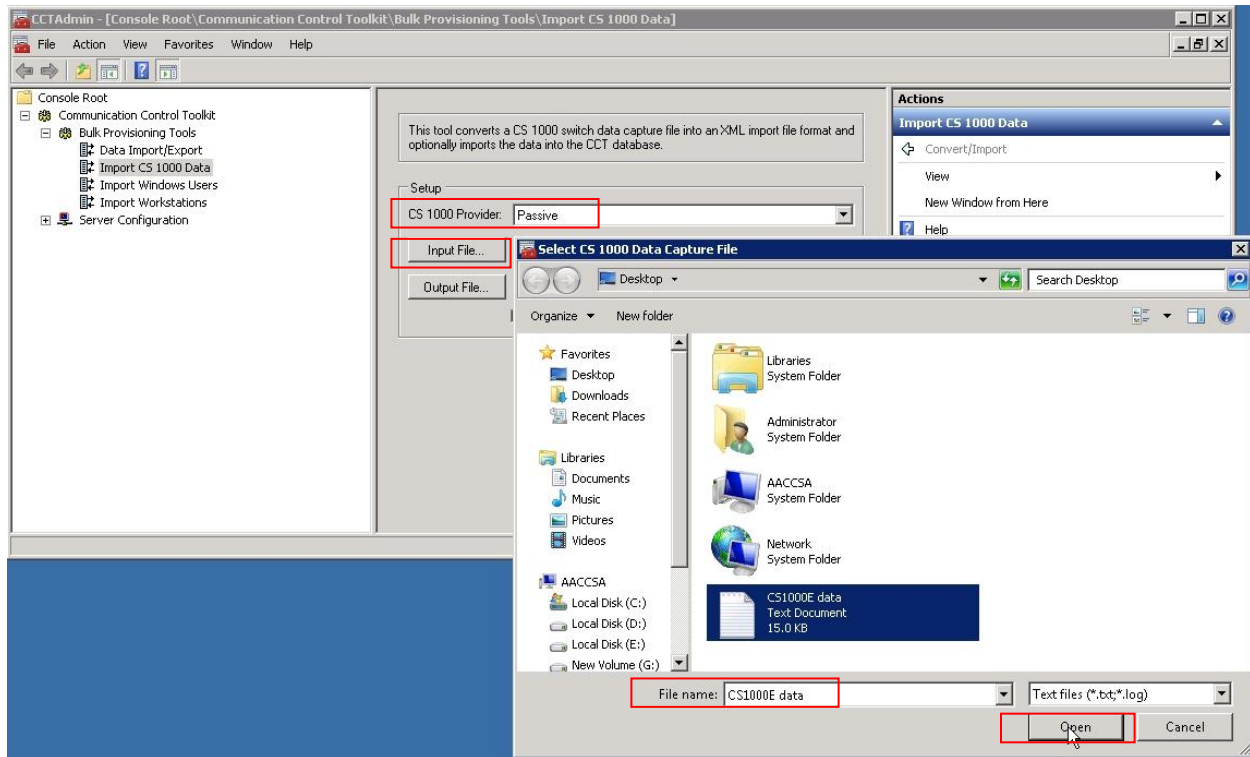 CCTAdmin - [Console Root\Communication Control Toolkit\Bulk Provisioning Tools\Import CS 1000 Data]
File Action View Favorites Window Help
Console Root
Communication Control Toolkit
Bulk Provisioning Tools
Data Import/Export
Import CS 1000 Data
Import Windows Users
Import Workstations
Server Configuration
This tool converts a CS 1000 switch data capture file into an XML import file format and
optionally imports the data into the CCT database.
Setup
CS 1000 Provider: Passive
Input File...
Output File...
Actions
Import CS 1000 Data
Convert/Import
View
New Window from Here
Help
Select CS 1000 Data Capture File
Desktop
Search Desktop
Organize New folder
Favorites
Desktop
Downloads
Recent Places
Libraries
Documents
Music
Pictures
Videos
AACCSA
Local Disk (C:)
Local Disk (D:)
Local Disk (E:)
New Volume (G:)
Libraries
System Folder
Administrator
System Folder
AACCSA
System Folder
Network
System Folder
CS1000E data
Text Document
15.0 KB
File name: CS1000E data
Text files (*.txt;*.log)
Open Cancel